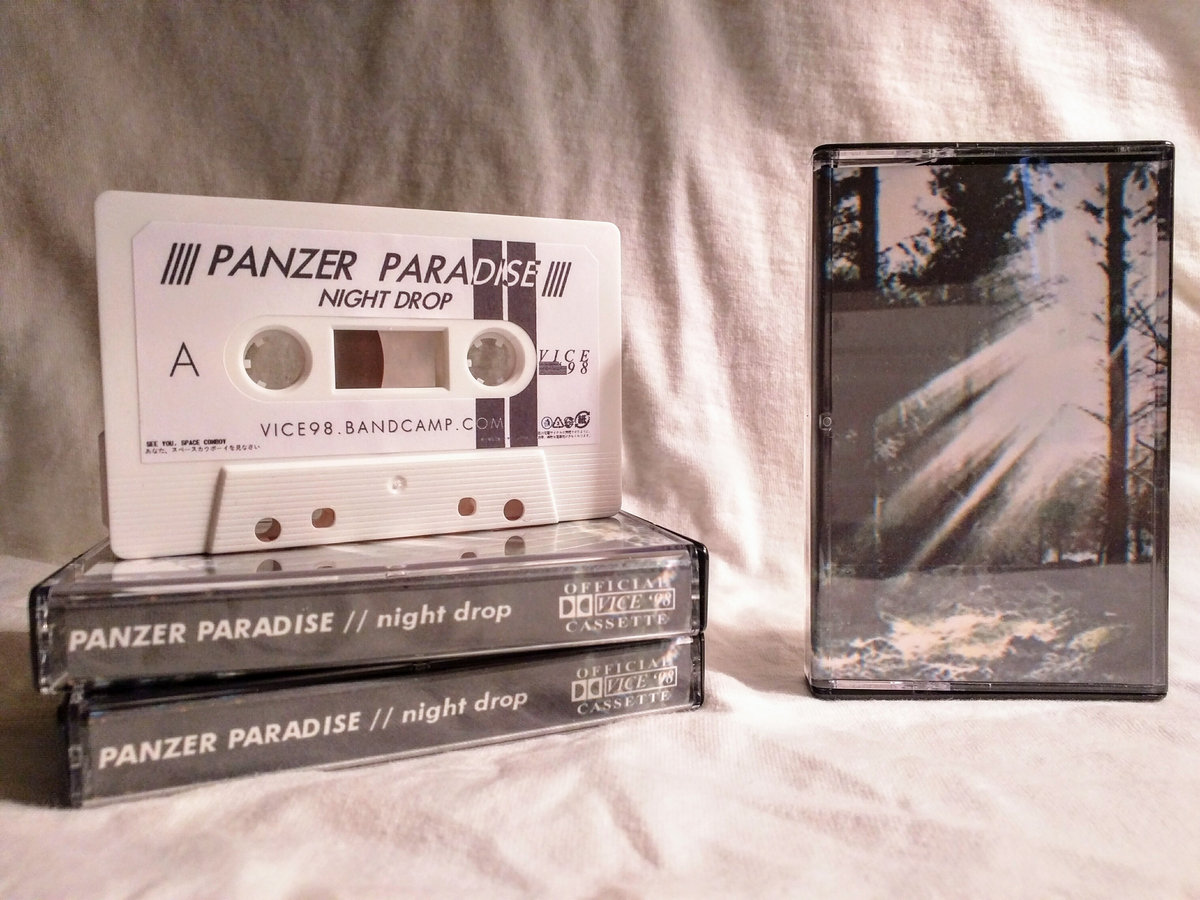 //// PANZER PARADISE ////
NIGHT DROP
A
VICE
98
VICE98.BANDCAMP.COM
SEE YOU, SPACE COWBOY
あなた、スペースカウボーイを見なさい
PANZER PARADISE // night drop
OFFICIAL
VICE '98
CASSETTE
PANZER PARADISE // night drop
OFFICIAL
VICE '98
CASSETTE